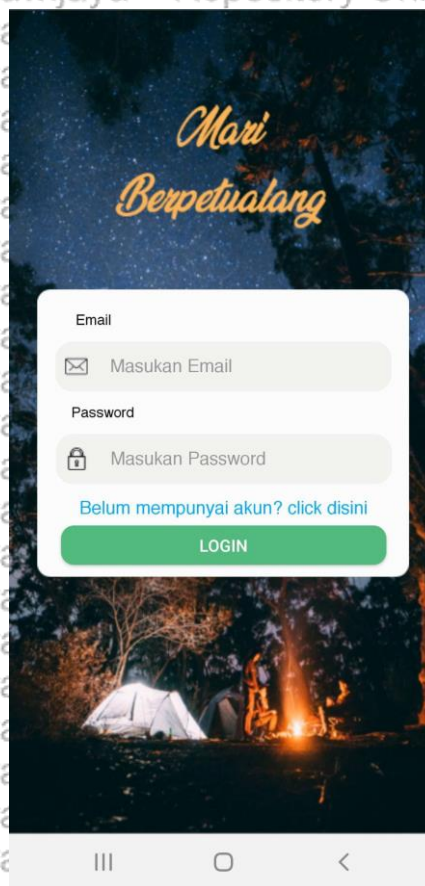 Mari
Berpetualang
Email
Masukan Email
Password
Masukan Password
Belum mempunyai akun? click disini
LOGIN